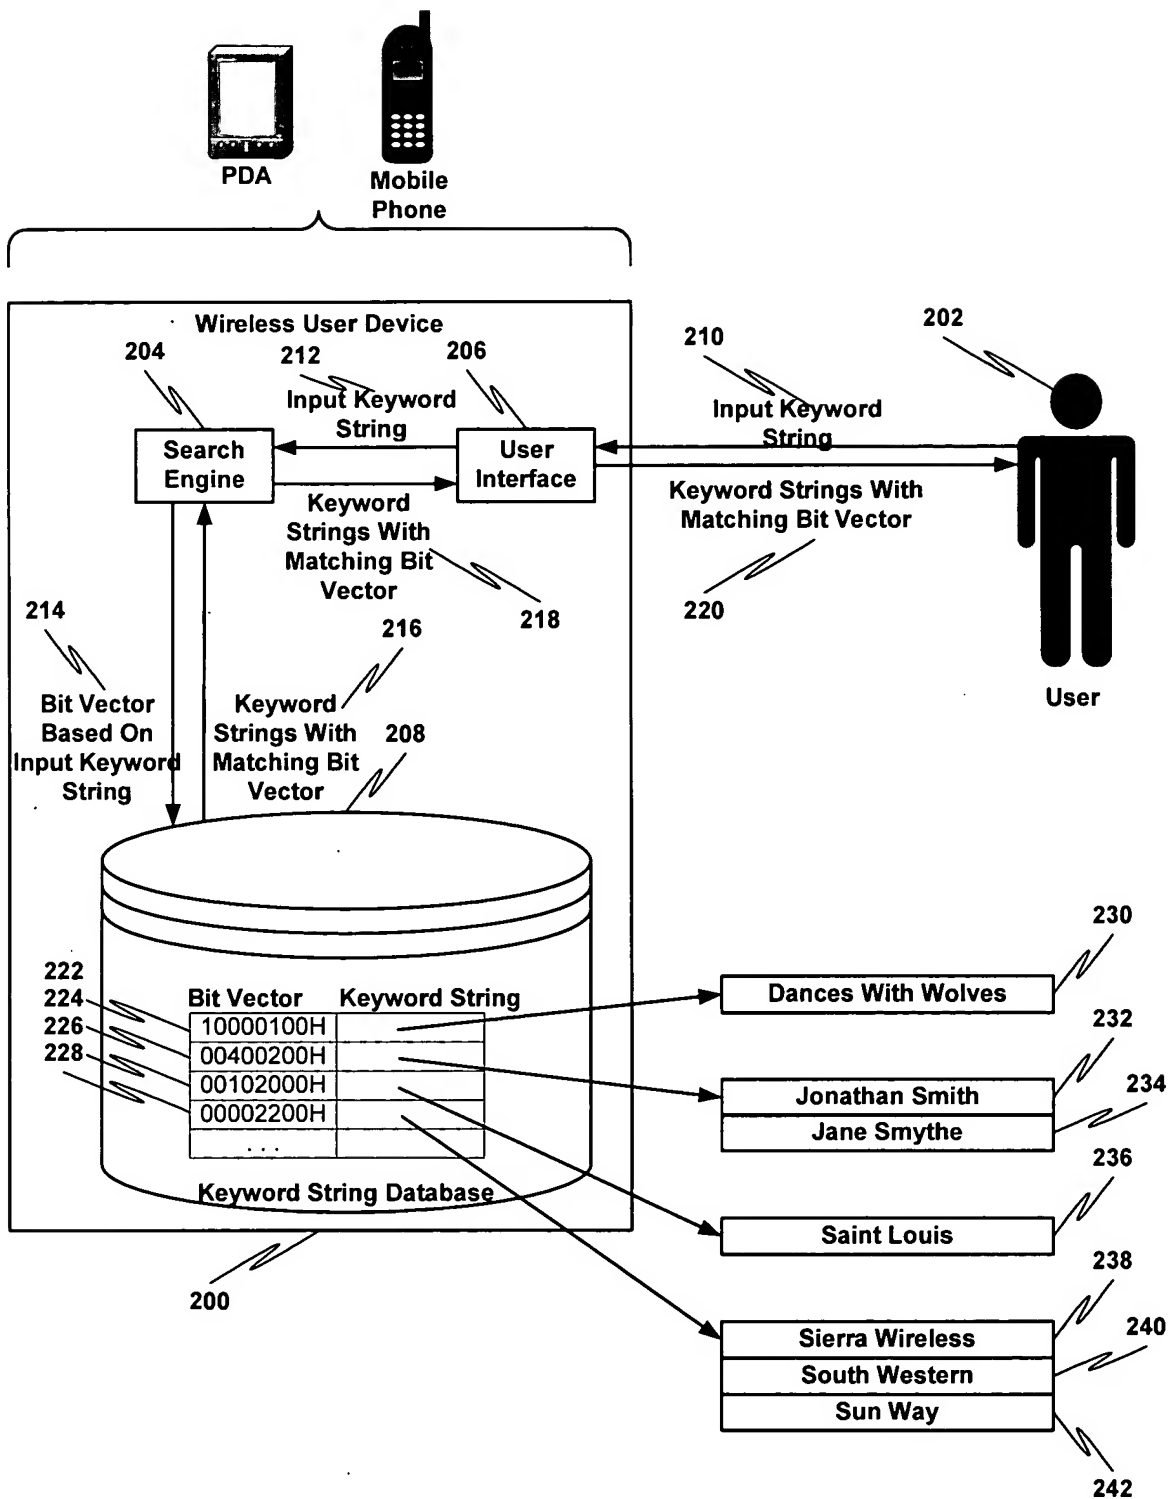 PDA
Mobile
Phone
Wireless User Device
204
212
206
210
202
Input Keyword
String
Input Keyword
String
Search
Engine
User
Interface
Keyword
Strings With
Matching Bit
Vector
Keyword Strings With
Matching Bit Vector
214
216
218
220
User
Bit Vector
Based On
Input Keyword
String
Keyword
Strings With
Matching Bit
Vector
208
222
224
226
228
Bit Vector Keyword String
10000100H
00400200H
00102000H
00002200H
. . .
Keyword String Database
200
230
Dances With Wolves
232
Jonathan Smith
234
Jane Smythe
236
Saint Louis
238
Sierra Wireless
240
South Western
Sun Way
242